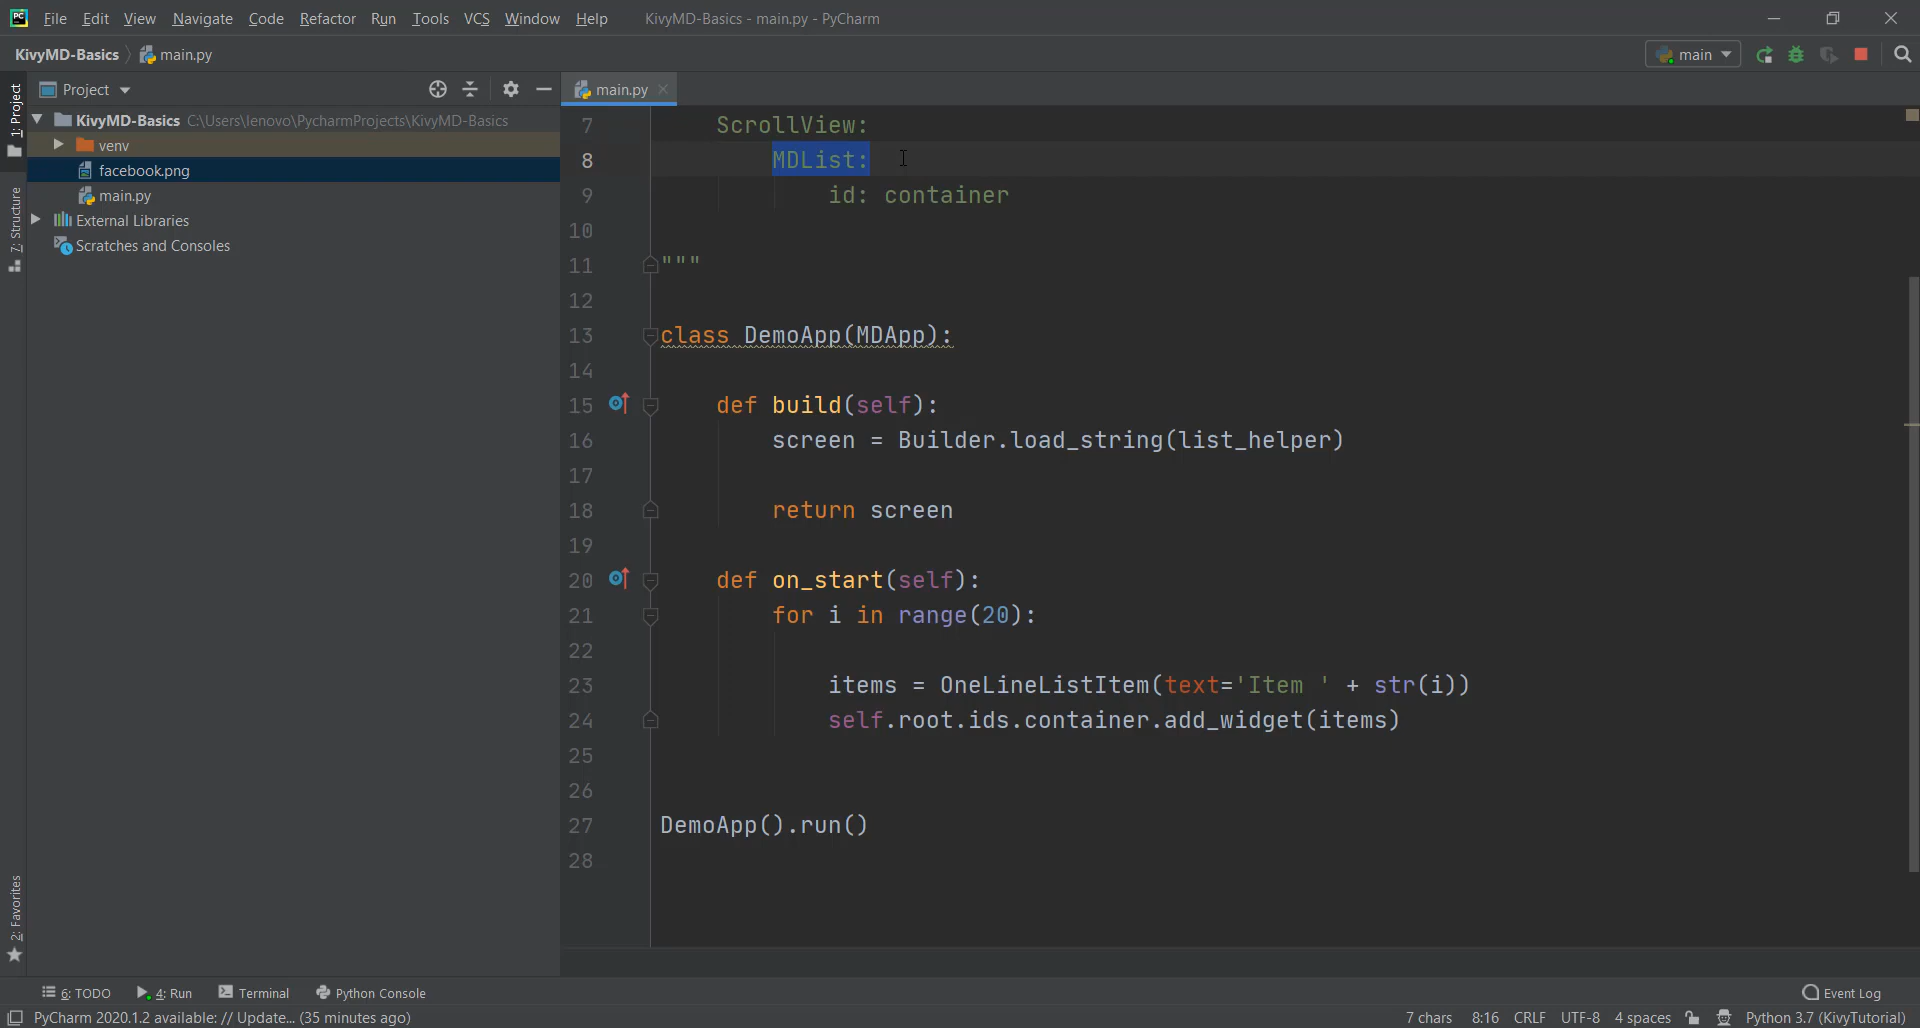 File Edit View Navigate Code Refactor Run Tools VCS Window Help KivyMD-Basics - main.py - PyCharm
KivyMD-Basics main.py main
Project main.py
1: Project
KivyMD-Basics C:\Users\lenovo\PycharmProjects\KivyMD-Basics
venv
facebook.png
main.py
External Libraries
Scratches and Consoles
7: Structure
2: Favorites
7 ScrollView:
8 MDList:
9 id: container
10
11 """
12
13 class DemoApp(MDApp):
14
15 def build(self):
16 screen = Builder.load_string(list_helper)
17
18 return screen
19
20 def on_start(self):
21 for i in range(20):
22
23 items = OneLineListItem(text='Item ' + str(i))
24 self.root.ids.container.add_widget(items)
25
26
27 DemoApp().run()
28
6: TODO 4: Run Terminal Python Console Event Log
PyCharm 2020.1.2 available: // Update... (35 minutes ago) 7 chars 8:16 CRLF UTF-8 4 spaces Python 3.7 (KivyTutorial)